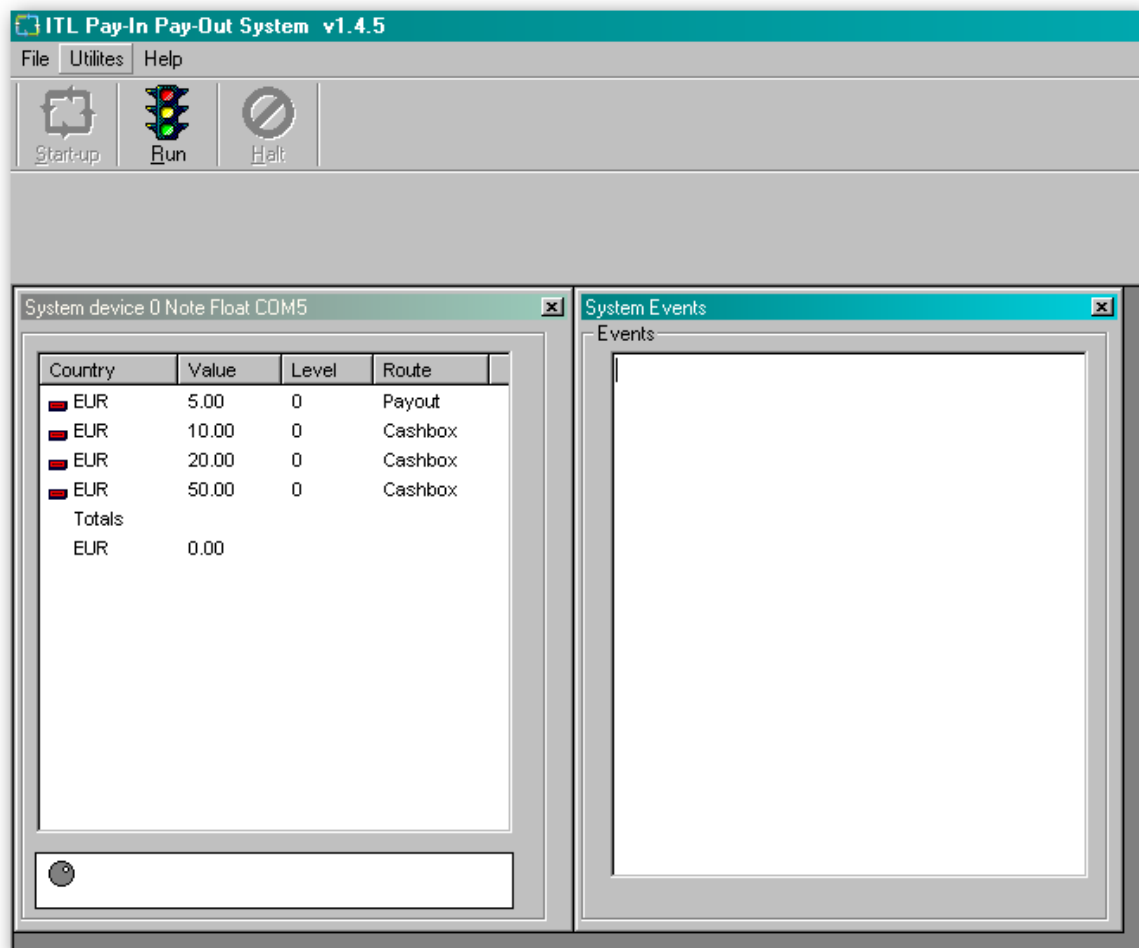 ITL Pay-In Pay-Out System v1.4.5
File Utilites Help
Start-up Run Halt
System device 0 Note Float COM5
Country Value Level Route
EUR 5.00 0 Payout
EUR 10.00 0 Cashbox
EUR 20.00 0 Cashbox
EUR 50.00 0 Cashbox
Totals
EUR 0.00
System Events
Events